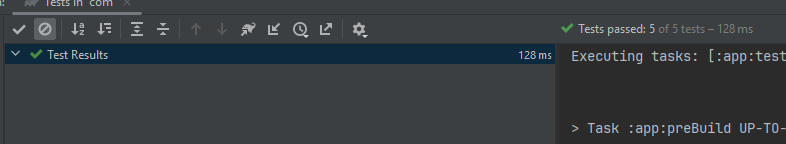 Tests in 'com'
Tests passed: 5 of 5 tests – 128 ms
Test Results
128 ms
Executing tasks: [:app:test
> Task :app:preBuild UP-TO-